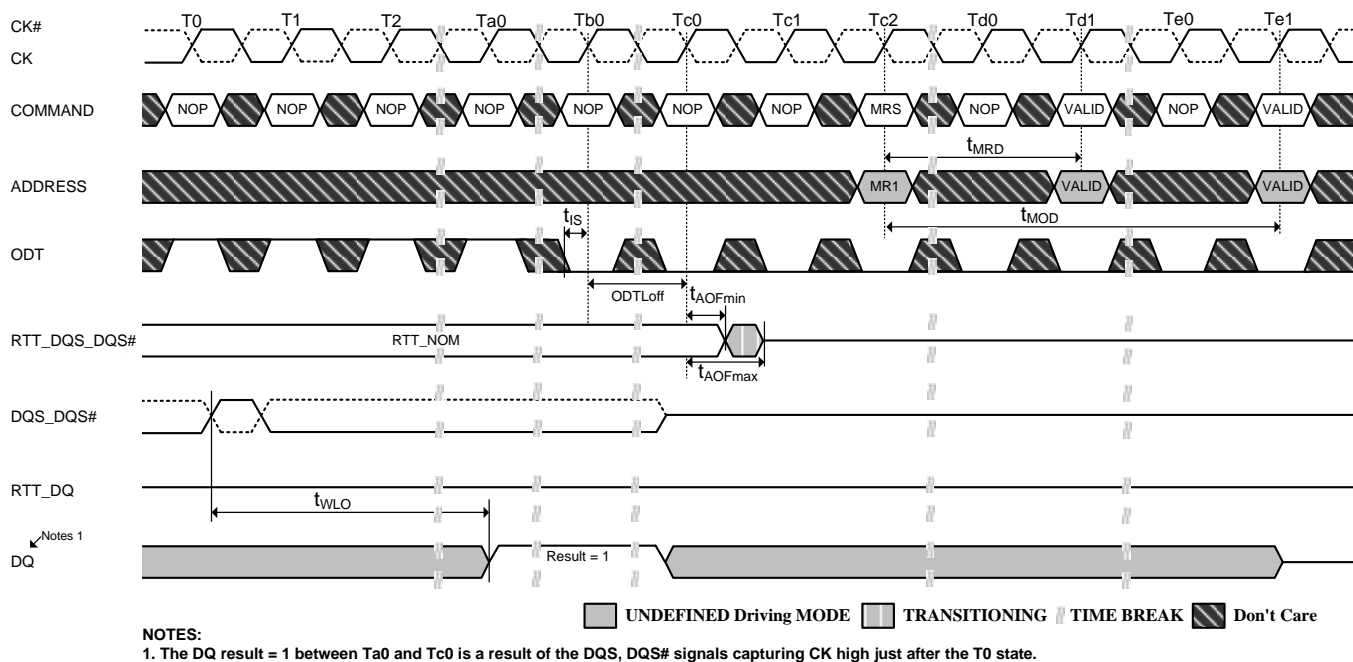 T0 T1 T2 Ta0 Tb0 Tc0 Tc1 Tc2 Td0 Td1 Te0 Te1
CK#
CK
COMMAND NOP NOP NOP NOP NOP NOP NOP MRS NOP VALID NOP VALID
tMRD
ADDRESS MR1 VALID VALID
tIS tMOD
ODT
ODTLoff tAOFmin
RTT_DQS_DQS# RTT_NOM
tAOFmax
DQS_DQS#
RTT_DQ
tWLO
Notes 1
DQ Result = 1
UNDEFINED Driving MODE TRANSITIONING TIME BREAK Don't Care
NOTES:
1. The DQ result = 1 between Ta0 and Tc0 is a result of the DQS, DQS# signals capturing CK high just after the T0 state.